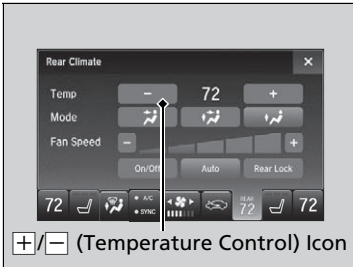 Rear Climate ×
Temp − 72 +
Mode
Fan Speed − +
On/Off Auto Rear Lock
72 • A/C • SYNC REAR 72 72
+/− (Temperature Control) Icon